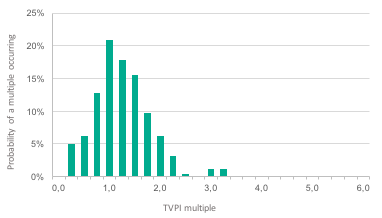 25%
20%
15%
10%
5%
0%
Probability of a multiple occurring
0,0 1,0 2,0 3,0 4,0 5,0 6,0
TVPI multiple